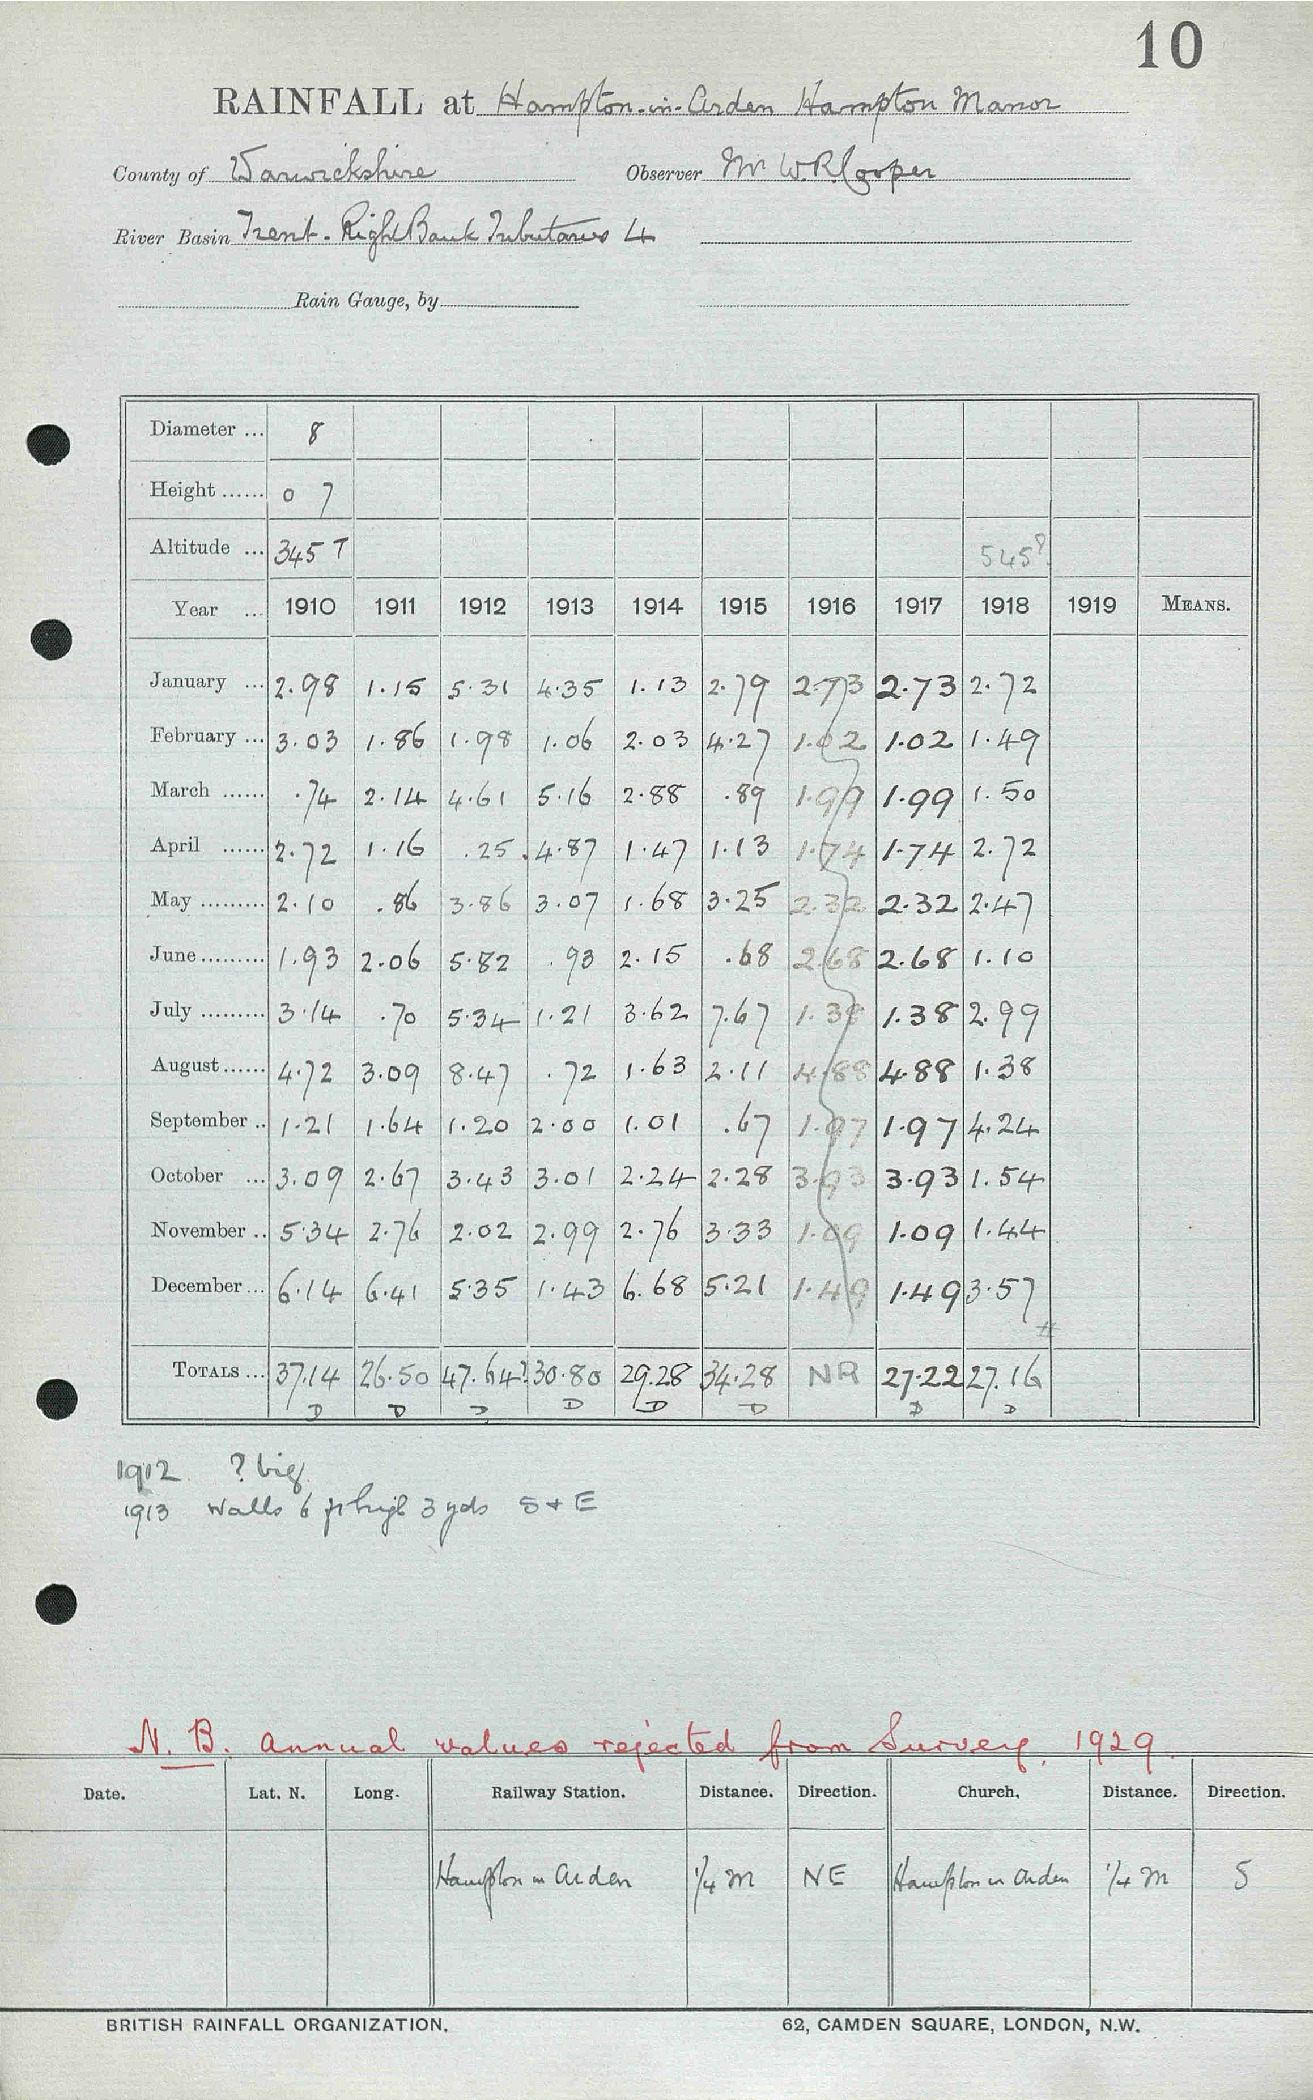 10
RAINFALL at Hampton-in-Arden Hampton Manor
County of Warwickshire Observer Mr W.R. Cooper
River Basin Trent. Right Bank Tributaries 4
Rain Gauge, by
Diameter ... 8
Height ...... 0 7
Altitude ... 345 T 545?
Year ... 1910 1911 1912 1913 1914 1915 1916 1917 1918 1919 MEANS.
January ... 2.98 1.15 5.31 4.35 1.13 2.79 2.73 2.73 2.72
February ... 3.03 1.86 1.98 1.06 2.03 4.27 1.02 1.02 1.49
March ...... .74 2.14 4.61 5.16 2.88 .89 1.99 1.99 1.50
April ...... 2.72 1.16 .25 4.87 1.47 1.13 1.74 1.74 2.72
May ......... 2.10 .86 3.86 3.07 1.68 3.25 2.32 2.32 2.47
June ......... 1.93 2.06 5.82 .93 2.15 .68 2.68 2.68 1.10
July ......... 3.14 .70 5.34 1.21 3.62 7.67 1.38 1.38 2.99
August ...... 4.72 3.09 8.47 .72 1.63 2.11 4.88 4.88 1.38
September .. 1.21 1.64 1.20 2.00 1.01 .67 1.97 1.97 4.24
October ... 3.09 2.67 3.43 3.01 2.24 2.28 3.93 3.93 1.54
November .. 5.34 2.76 2.02 2.99 2.76 3.33 1.09 1.09 1.44
December ... 6.14 6.41 5.35 1.43 6.68 5.21 1.49 1.49 3.57
TOTALS ... 37.14 26.50 47.64? 30.80 29.28 34.28 NR 27.22 27.16
D D D D D D D D
1912 ? big
1913 Walls 6 ft high 3 yds S + E
N.B. Annual values rejected from Survey, 1929.
Date. Lat. N. Long. Railway Station. Distance. Direction. Church. Distance. Direction.
Hampton in Arden 1/4 m NE Hampton in Arden 1/4 m S
BRITISH RAINFALL ORGANIZATION. 62, CAMDEN SQUARE, LONDON, N.W.